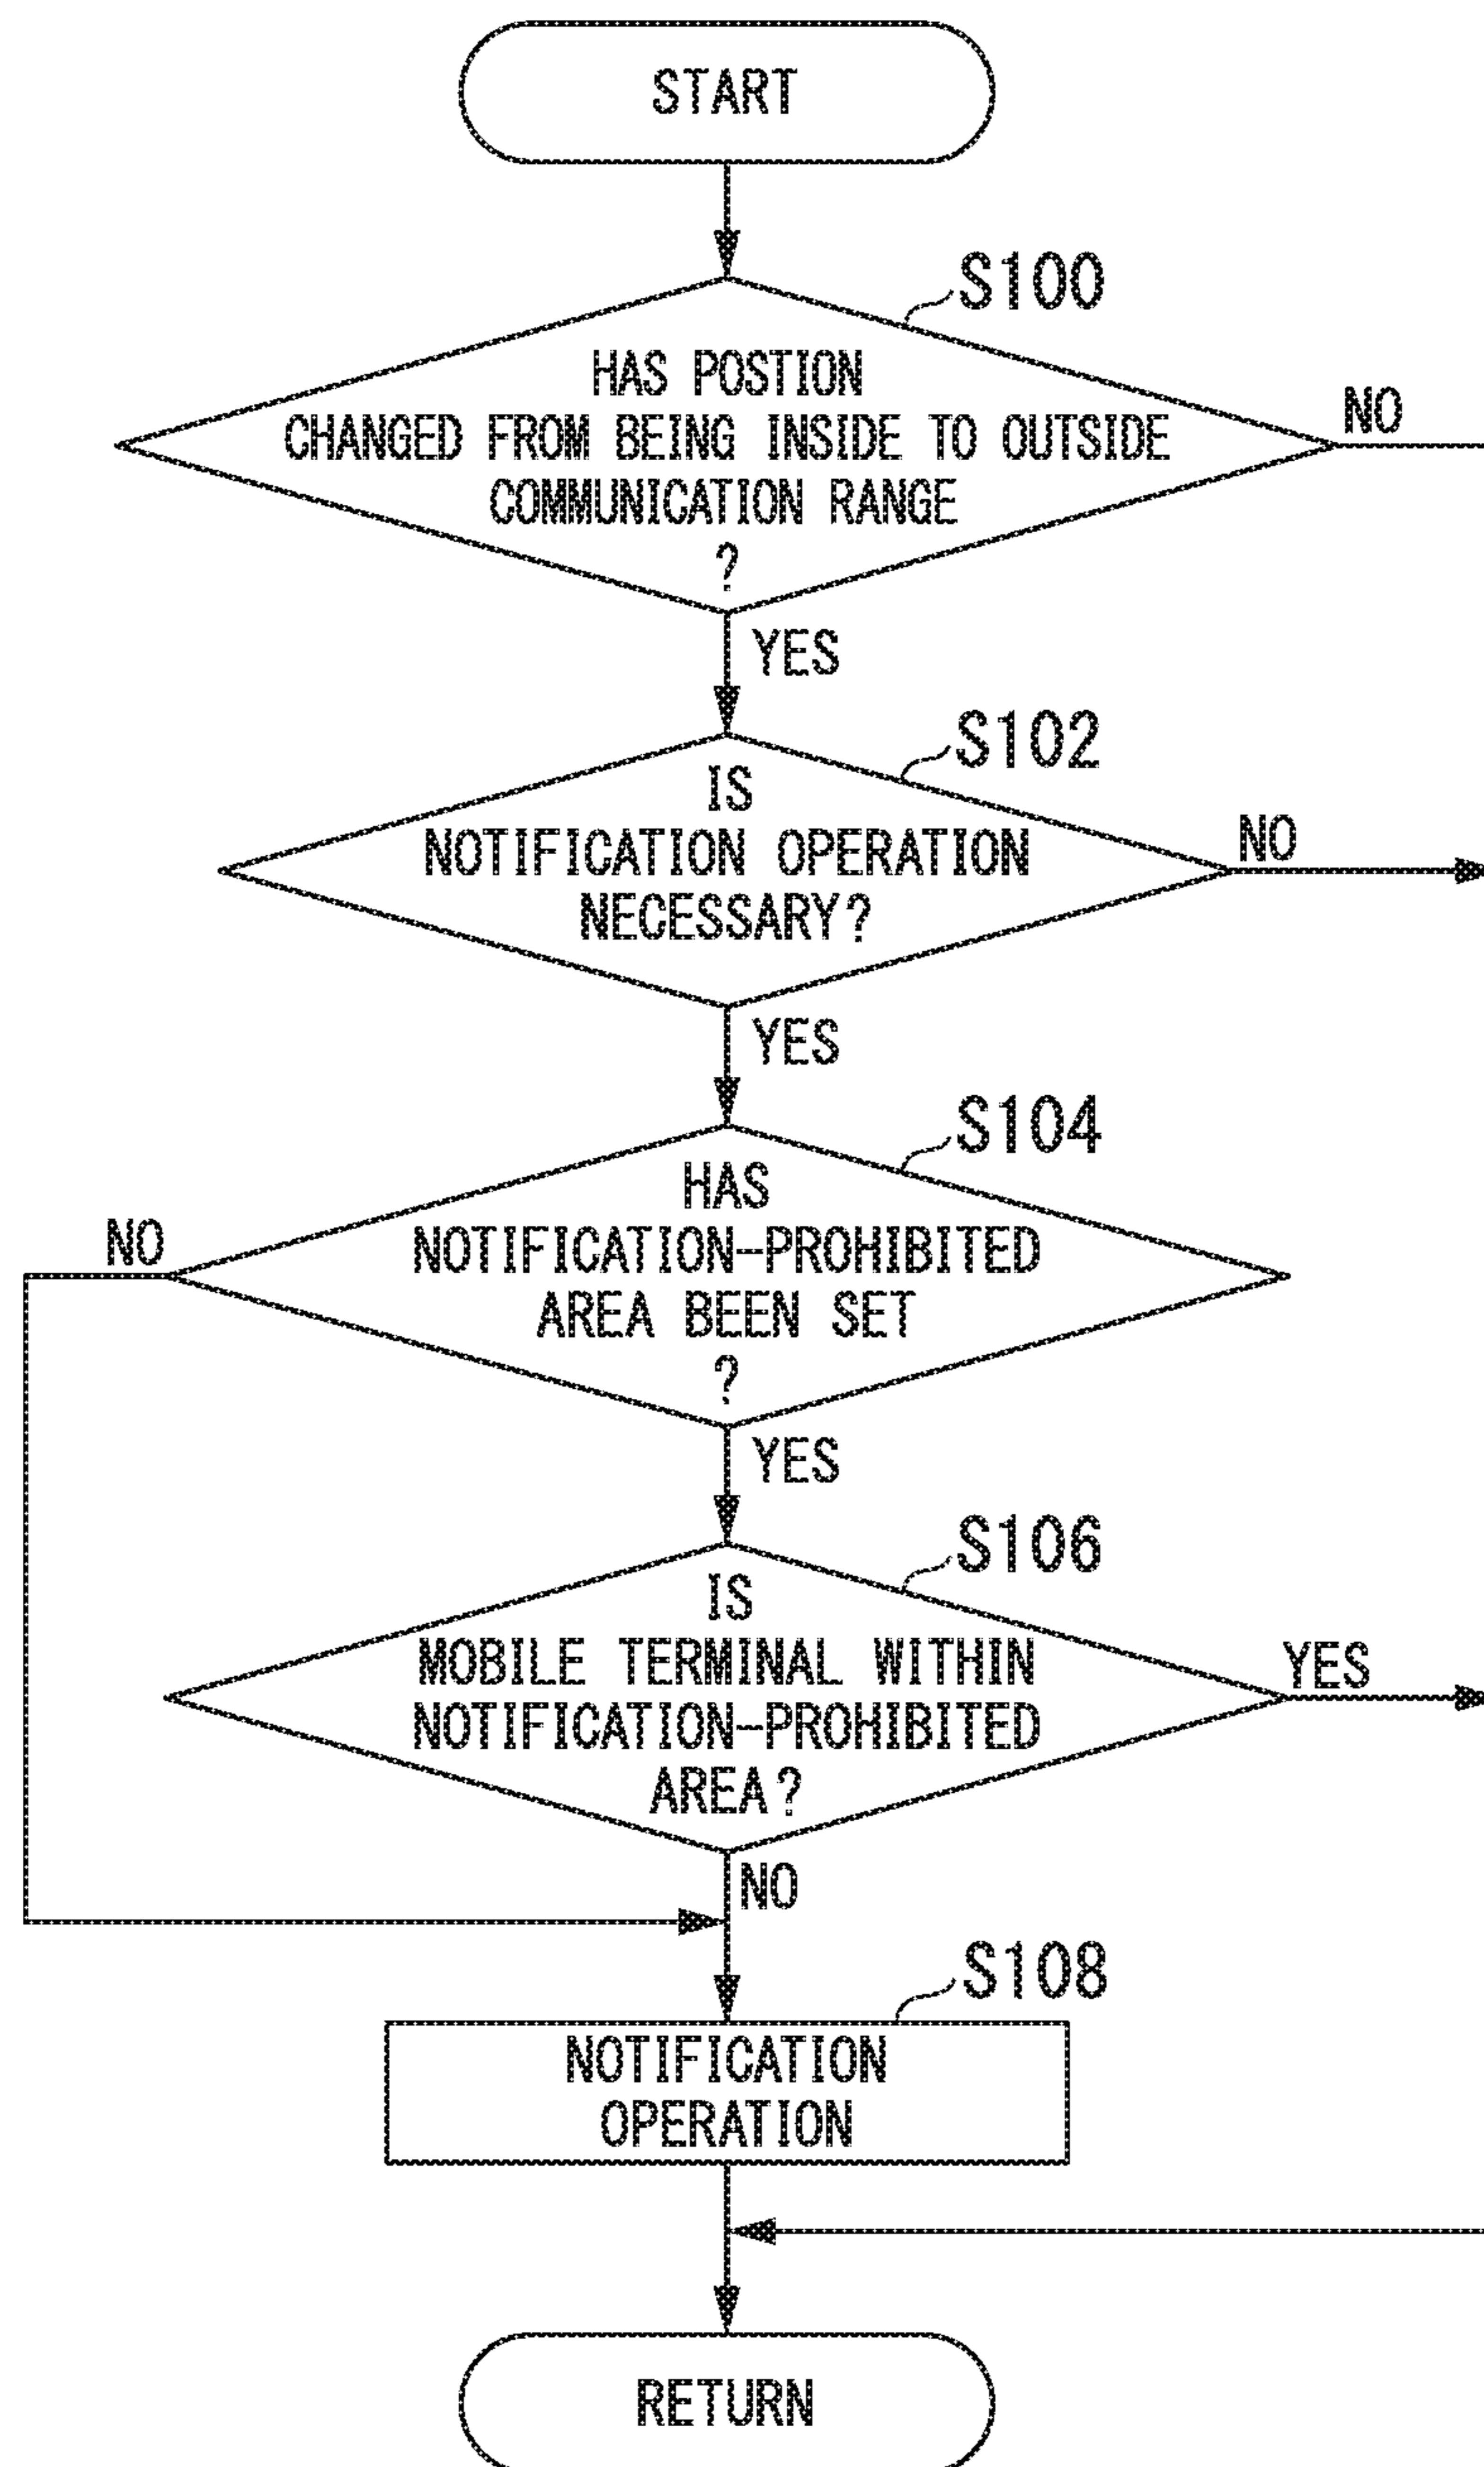 START
S100
HAS POSTION
CHANGED FROM BEING INSIDE TO OUTSIDE
COMMUNICATION RANGE
?
NO
YES
S102
IS
NOTIFICATION OPERATION
NECESSARY?
NO
YES
S104
HAS
NOTIFICATION-PROHIBITED
AREA BEEN SET
?
NO
YES
S106
IS
MOBILE TERMINAL WITHIN
NOTIFICATION-PROHIBITED
AREA?
YES
NO
S108
NOTIFICATION
OPERATION
RETURN